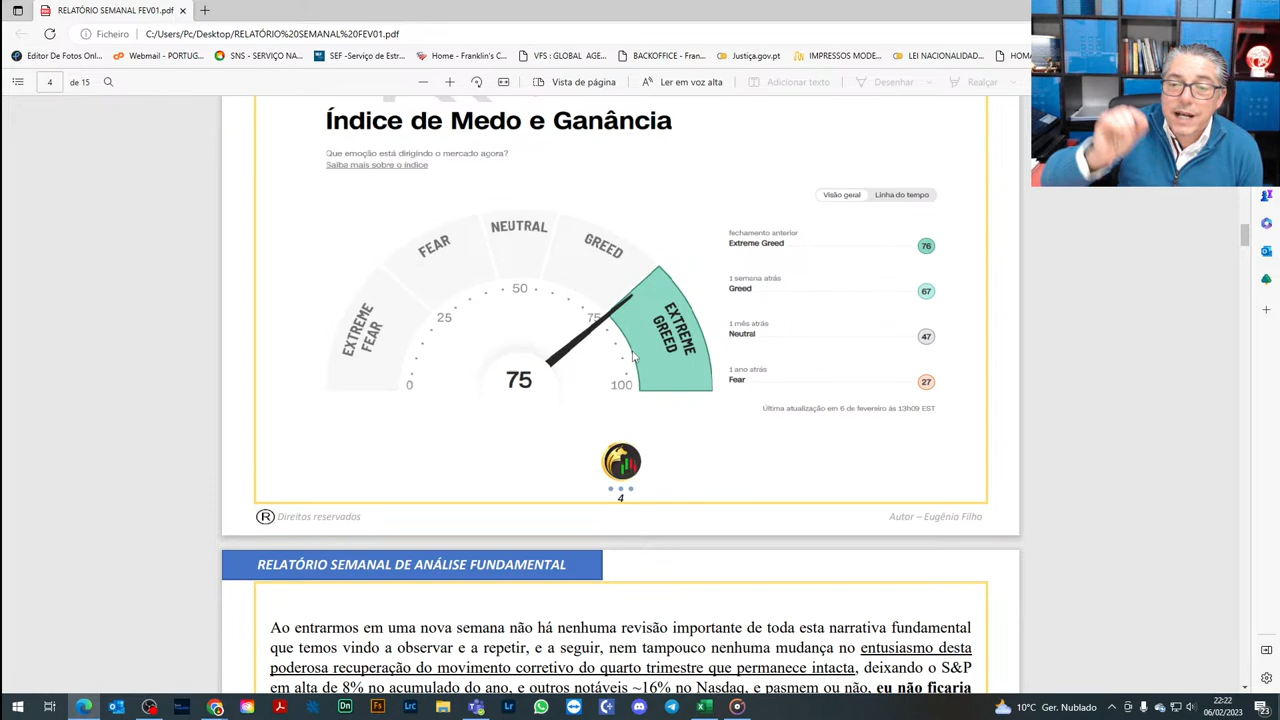 RELATÓRIO SEMANAL FEV01.pdf
Ficheiro C:/Users/Pc/Desktop/RELATÓRIO%20SEMANAL%20FEV01.pdf
Editor De Fotos Onl... Webmail - PORTUG... SNS - SERVIÇO NA... SEF -Serviço de Estr... Home - Franklin's C... VFS : GLOBAL AGE... BACKOFFICE - Fran... Justiça.gov.pt IMPRESSOS MODE... LEI NACIONALIDAD... HOM
4 de 15 Vista de página Ler em voz alta Adicionar texto Desenhar Realçar
Índice de Medo e Ganância
Que emoção está dirigindo o mercado agora?
Saiba mais sobre o índice
Visão geral Linha do tempo
EXTREME FEAR
FEAR
NEUTRAL
GREED
EXTREME GREED
0
25
50
75
100
75
fechamento anterior
Extreme Greed 76
1 semana atrás
Greed 67
1 mês atrás
Neutral 47
1 ano atrás
Fear 27
Última atualização em 6 de fevereiro às 13h09 EST
4
R Direitos reservados Autor – Eugênio Filho
RELATÓRIO SEMANAL DE ANÁLISE FUNDAMENTAL
Ao entrarmos em uma nova semana não há nenhuma revisão importante de toda esta narrativa fundamental
que temos vindo a observar e a repetir, e a seguir, nem tampouco nenhuma mudança no entusiasmo desta
poderosa recuperação do movimento corretivo do quarto trimestre que permanece intacta, deixando o S&P
em alta de 8% no acumulado do ano, e outros notáveis ~16% no Nasdaq, e pasmem ou não, eu não ficaria
Dn Fs Lrc Ps Lr
10°C Ger. Nublado 22:22
06/02/2023 23